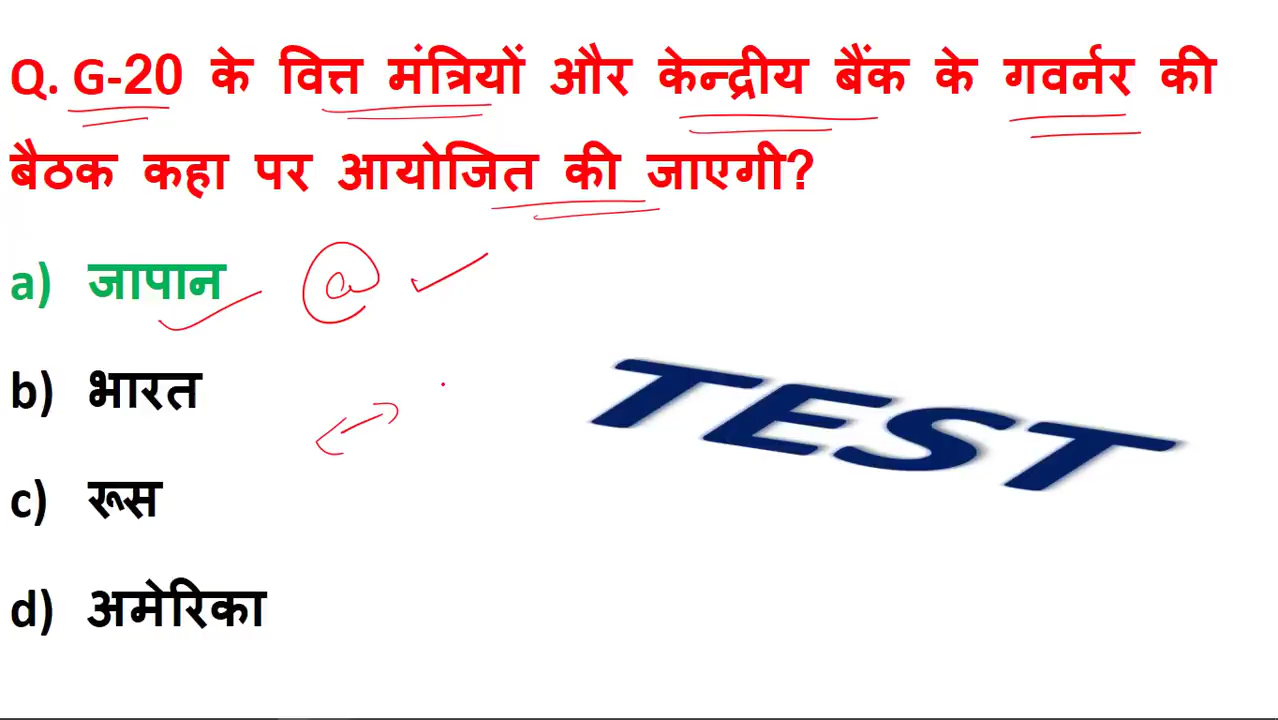 Q. G-20 के वित्त मंत्रियों और केन्द्रीय बैंक के गवर्नर की
बैठक कहा पर आयोजित की जाएगी?
a) जापान @
b) भारत
c) रूस
d) अमेरिका
TEST